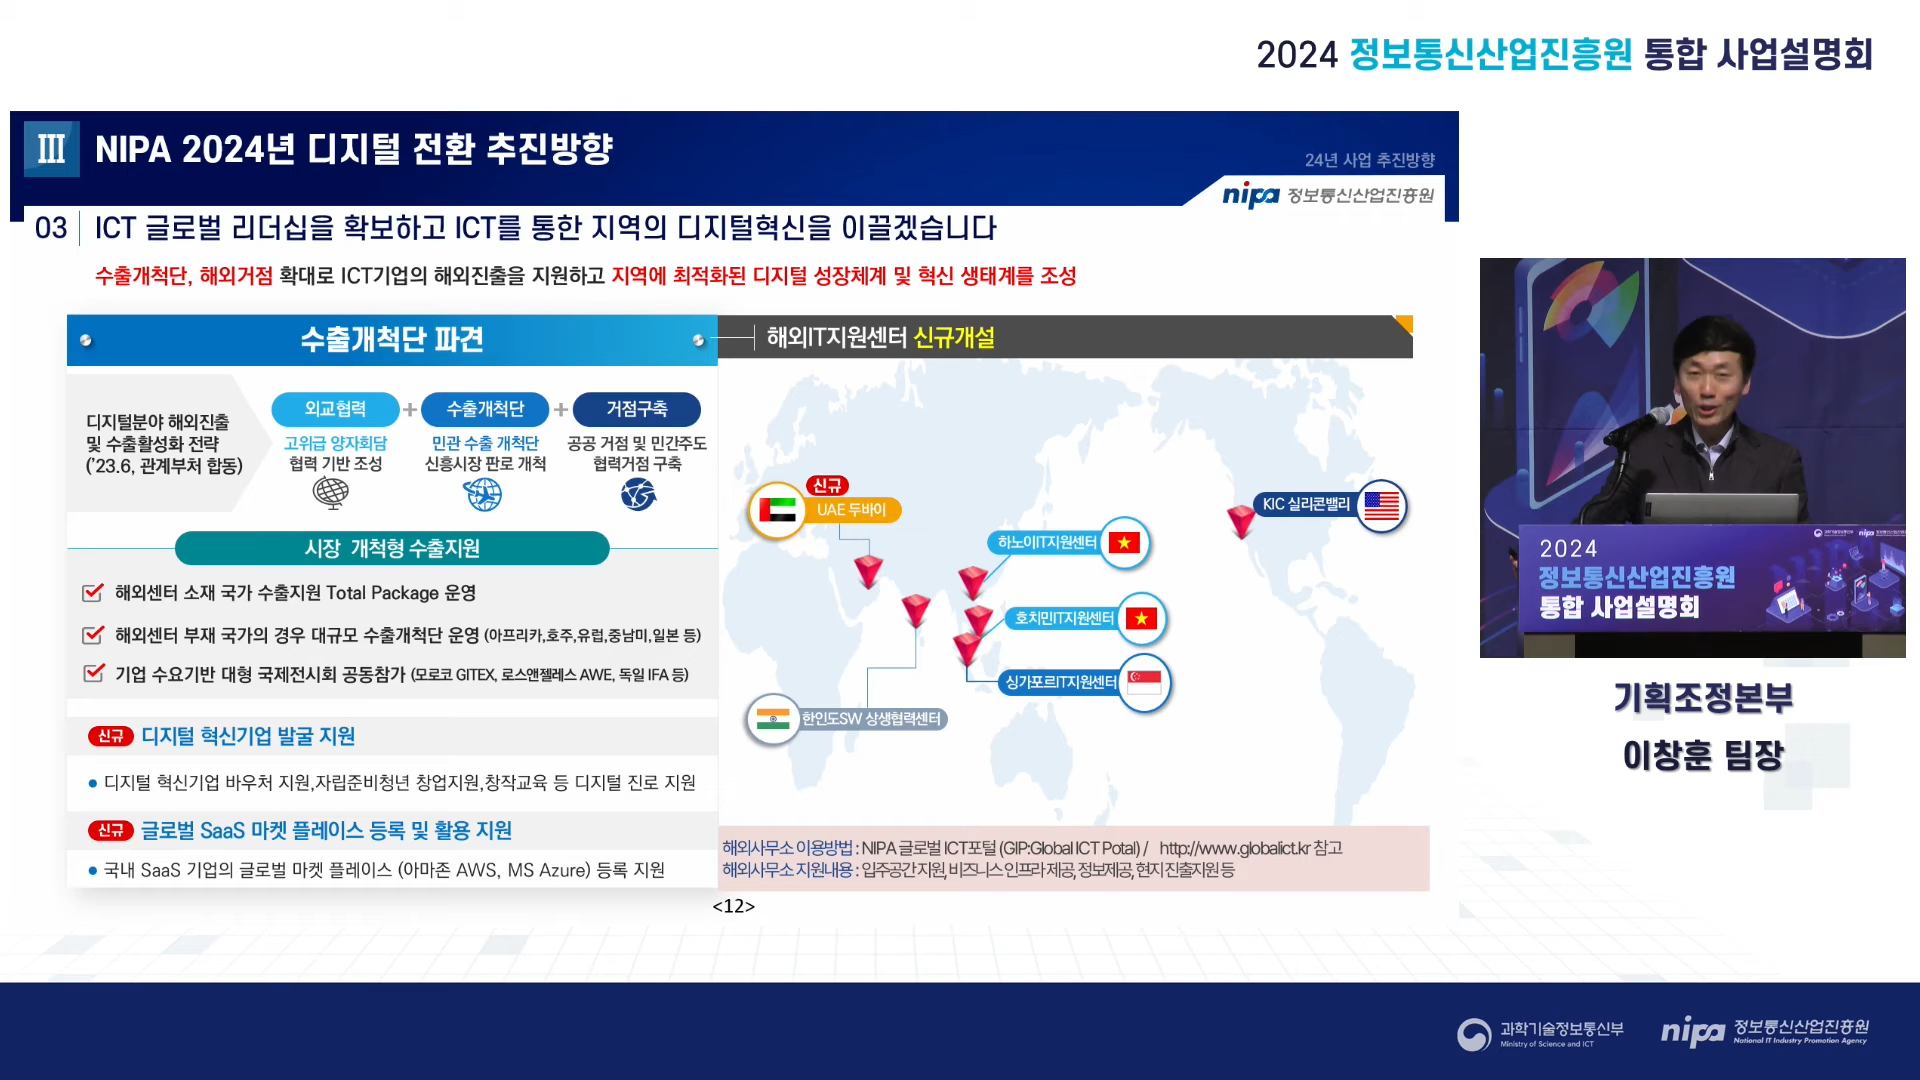 2024 정보통신산업진흥원 통합 사업설명회
III NIPA 2024년 디지털 전환 추진방향
24년 사업 추진방향
nipa 정보통신산업진흥원
03 ICT 글로벌 리더십을 확보하고 ICT를 통한 지역의 디지털혁신을 이끌겠습니다
수출개척단, 해외거점 확대로 ICT기업의 해외진출을 지원하고 지역에 최적화된 디지털 성장체계 및 혁신 생태계를 조성
수출개척단 파견
디지털분야 해외진출
및 수출활성화 전략
('23.6, 관계부처 합동)
외교협력 + 수출개척단 + 거점구축
고위급 양자회담
협력 기반 조성
민관 수출 개척단
신흥시장 판로 개척
공공 거점 및 민간주도
협력거점 구축
시장 개척형 수출지원
해외센터 소재 국가 수출지원 Total Package 운영
해외센터 부재 국가의 경우 대규모 수출개척단 운영 (아프리카,호주,유럽,중남미,일본 등)
기업 수요기반 대형 국제전시회 공동참가 (모로코 GITEX, 로스앤젤레스 AWE, 독일 IFA 등)
신규 디지털 혁신기업 발굴 지원
• 디지털 혁신기업 바우처 지원,자립준비청년 창업지원,창작교육 등 디지털 진로 지원
신규 글로벌 SaaS 마켓 플레이스 등록 및 활용 지원
• 국내 SaaS 기업의 글로벌 마켓 플레이스 (아마존 AWS, MS Azure) 등록 지원
해외IT지원센터 신규개설
신규
UAE 두바이
KIC 실리콘밸리
하노이IT지원센터
호치민IT지원센터
싱가포르IT지원센터
한인도SW 상생협력센터
해외사무소 이용방법 : NIPA 글로벌 ICT포털 (GIP:Global ICT Potal) / http://www.globalict.kr 참고
해외사무소 지원내용 : 입주공간 지원, 비즈니스 인프라 제공, 정보제공, 현지 진출지원 등
<12>
2024
정보통신산업진흥원
통합 사업설명회
기획조정본부
이창훈 팀장
과학기술정보통신부
Ministry of Science and ICT
nipa 정보통신산업진흥원
National IT Industry Promotion Agency